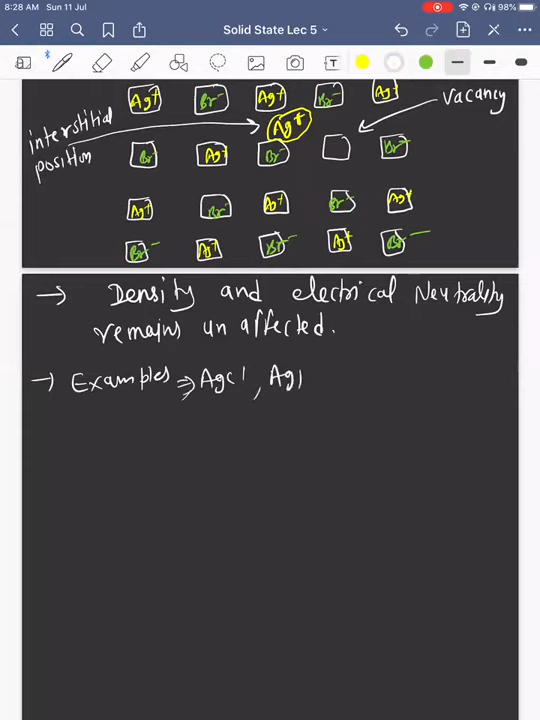 8:28 AM Sun 11 Jul 98%
Solid State Lec 5
T
Ag+ Br- Ag+ Br- Ag+
interstitial position
Ag+
vacancy
Br- Ag+ Br- Br-
Ag+ Br- Ag+ Br- Ag+
Br- Ag+ Br- Ag+ Br-
→ Density and electrical Neutrality
remains un affected.
→ Examples ⇒ AgCl, AgI